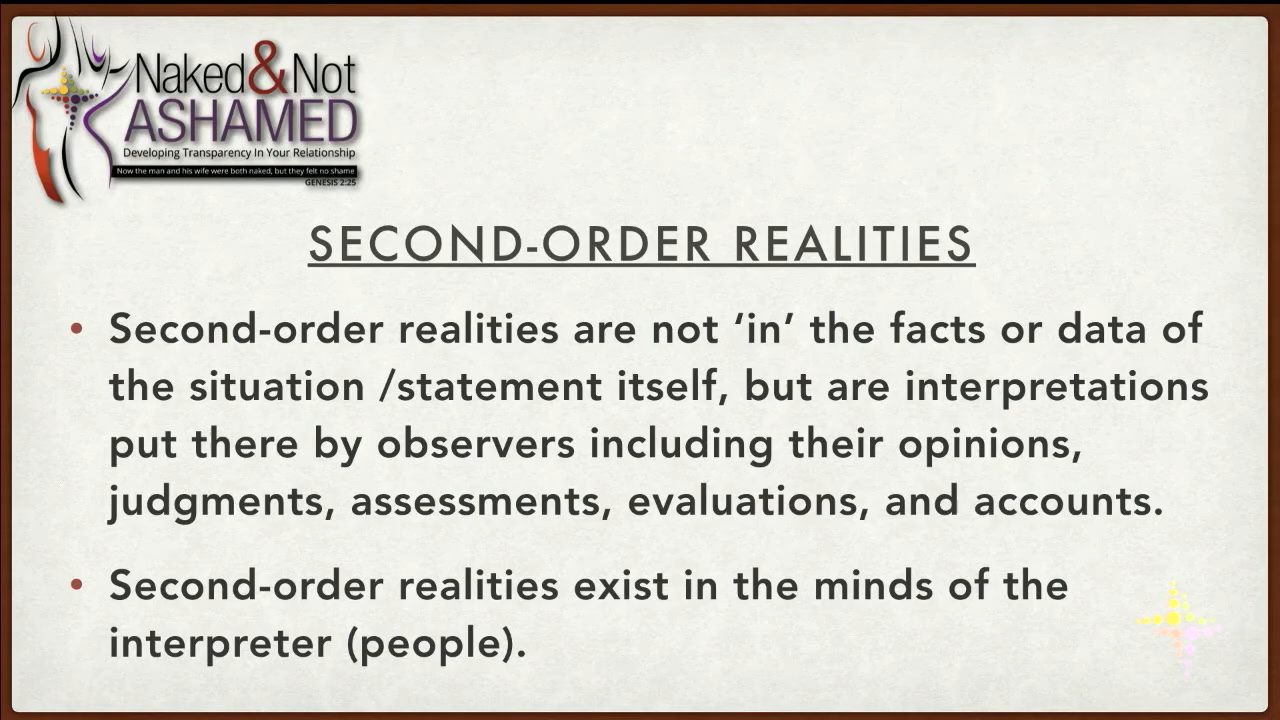 Naked&Not
ASHAMED
Developing Transparency In Your Relationship
Now the man and his wife were both naked, but they felt no shame
GENESIS 2:25
SECOND-ORDER REALITIES
• Second-order realities are not ‘in’ the facts or data of
the situation /statement itself, but are interpretations
put there by observers including their opinions,
judgments, assessments, evaluations, and accounts.
• Second-order realities exist in the minds of the
interpreter (people).